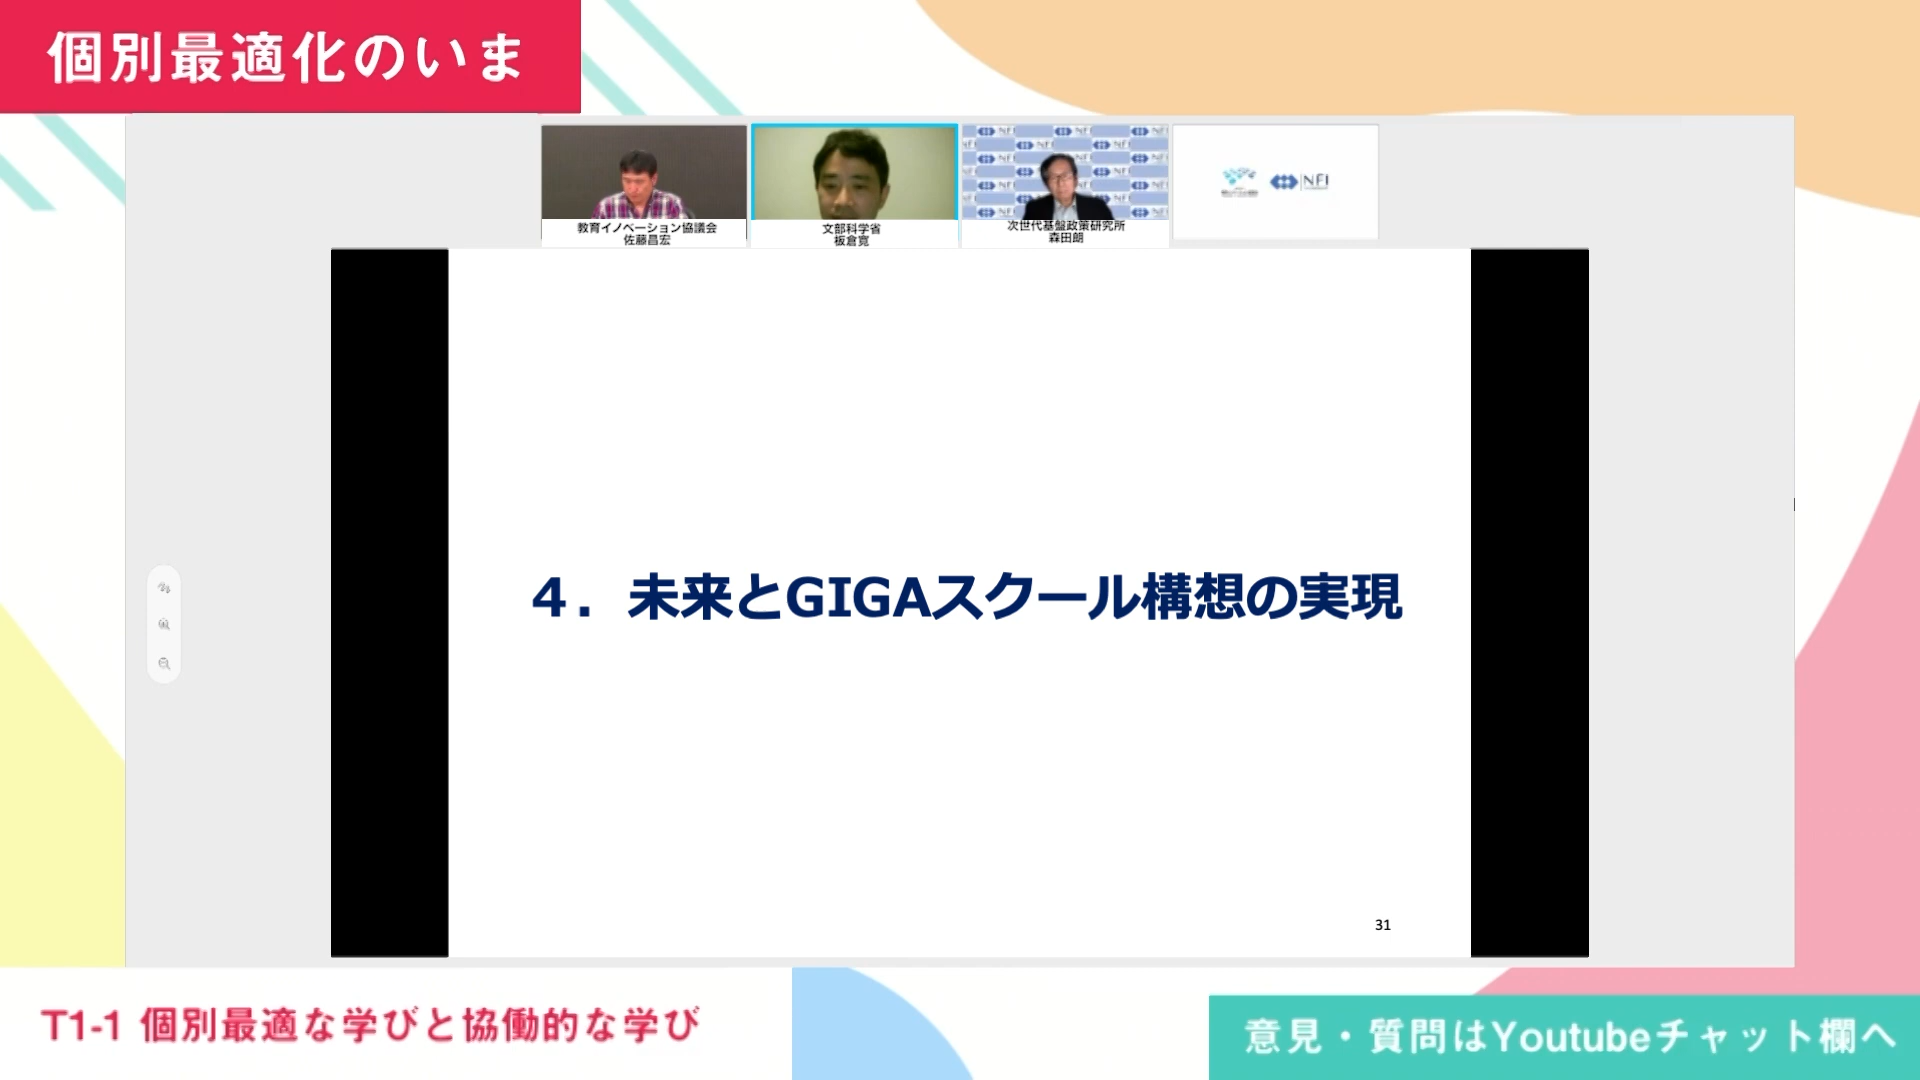 個別最適化のいま
教育イノベーション協議会
佐藤昌宏
文部科学省
板倉寛
次世代基盤政策研究所
森田朗
NFI
4．未来とGIGAスクール構想の実現
31
T1-1 個別最適な学びと協働的な学び
意見・質問はYoutubeチャット欄へ